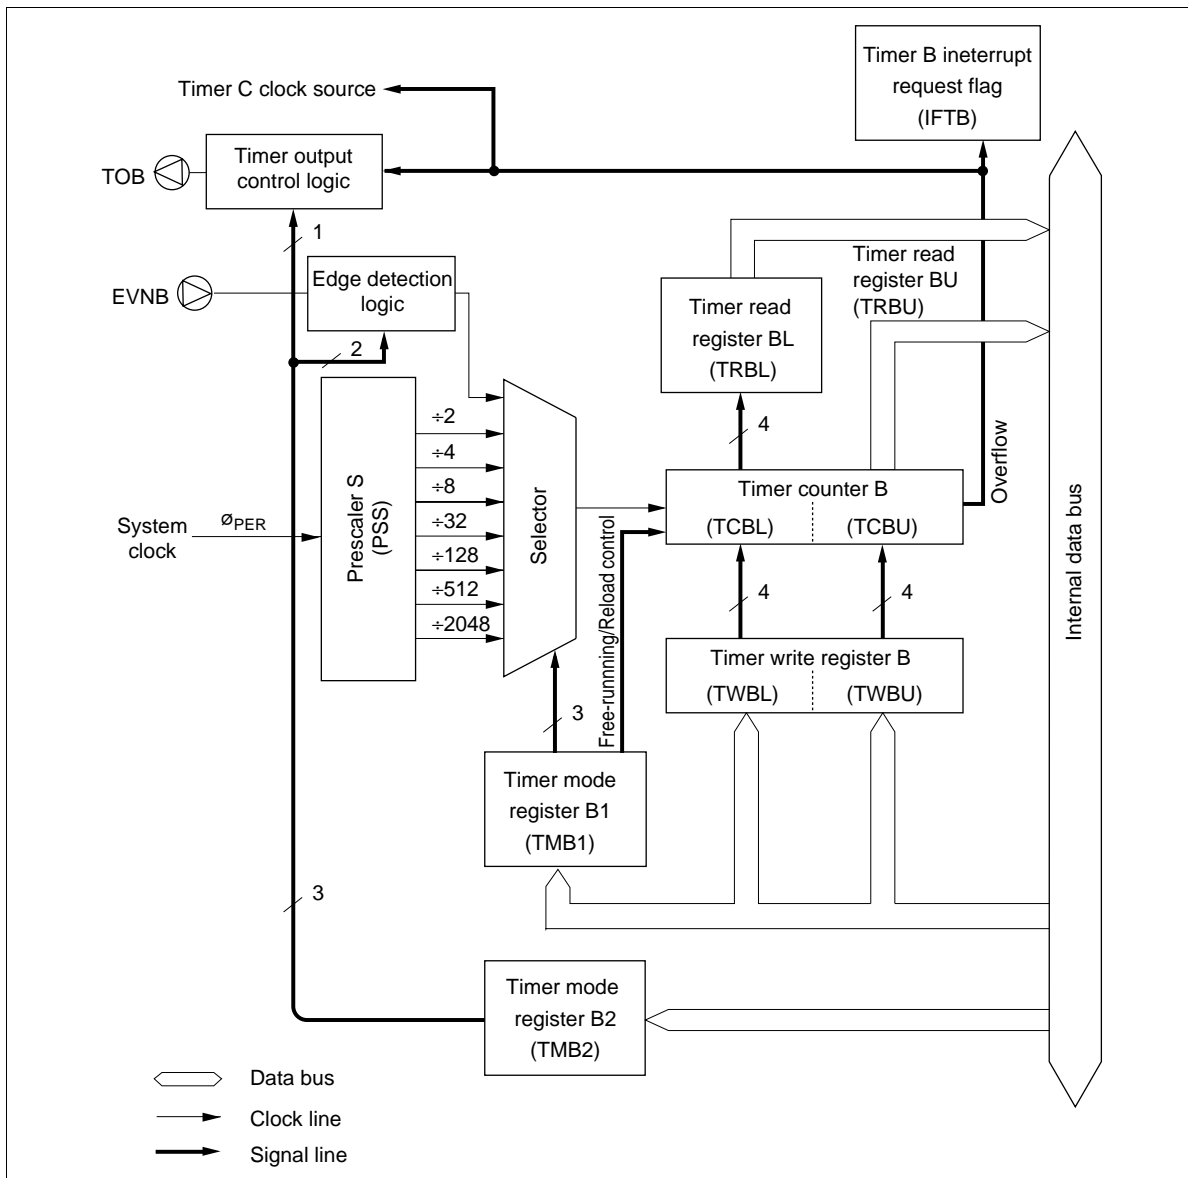 Timer B ineterrupt
request flag
(IFTB)
Timer C clock source
Timer output
control logic
TOB
1
EVNB
Edge detection
logic
2
Timer read
register BU
(TRBU)
Timer read
register BL
(TRBL)
4
÷2
÷4
÷8
÷32
÷128
÷512
÷2048
Prescaler S
(PSS)
Selector
System
clock
øPER
Timer counter B
(TCBL)
(TCBU)
Overflow
Internal data bus
4
4
Free-runnning/Reload control
Timer write register B
(TWBL)
(TWBU)
3
Timer mode
register B1
(TMB1)
3
Timer mode
register B2
(TMB2)
Data bus
Clock line
Signal line